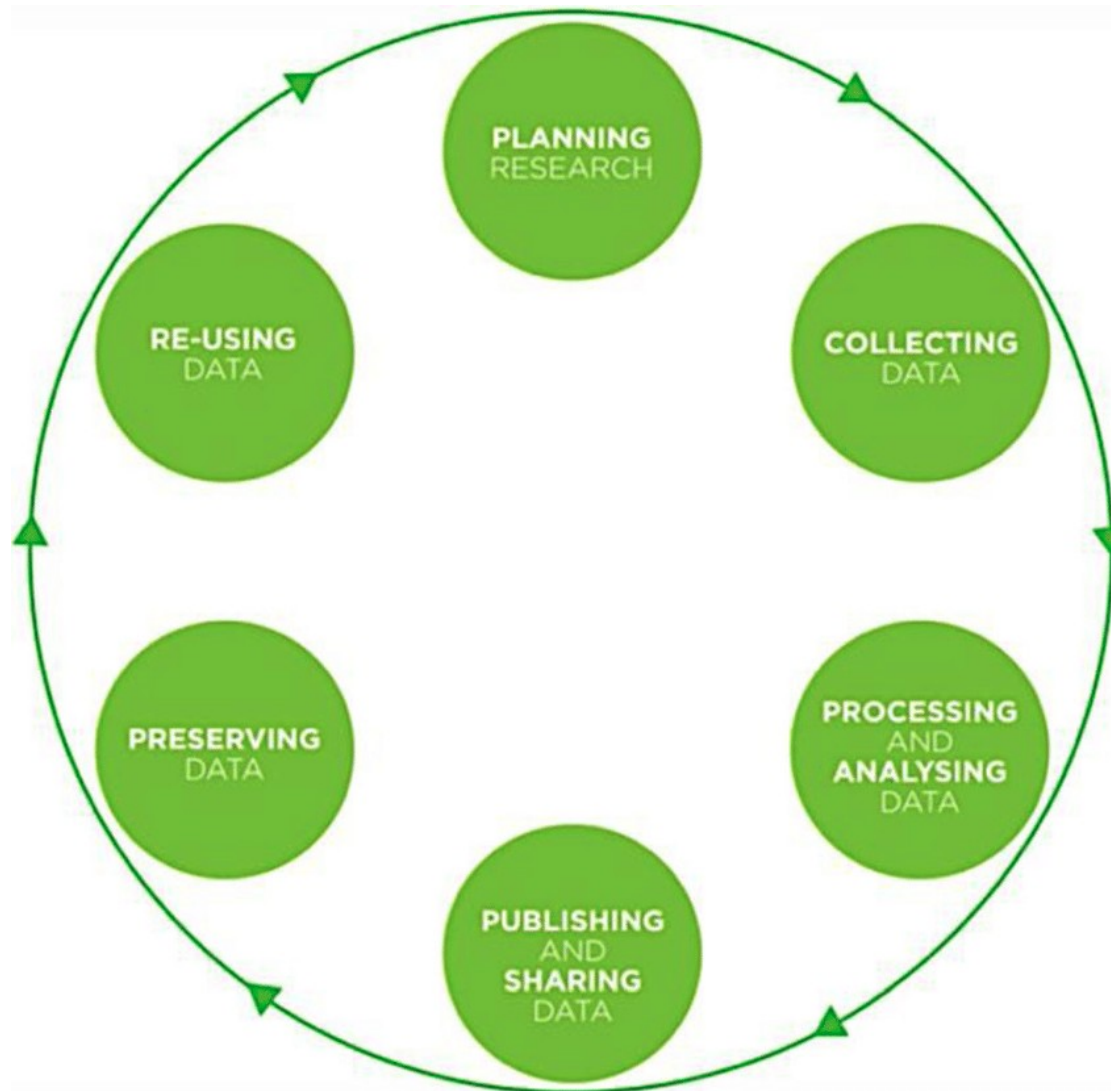 PLANNING
RESEARCH
COLLECTING
DATA
PROCESSING
AND
ANALYSING
DATA
PUBLISHING
AND
SHARING
DATA
PRESERVING
DATA
RE-USING
DATA